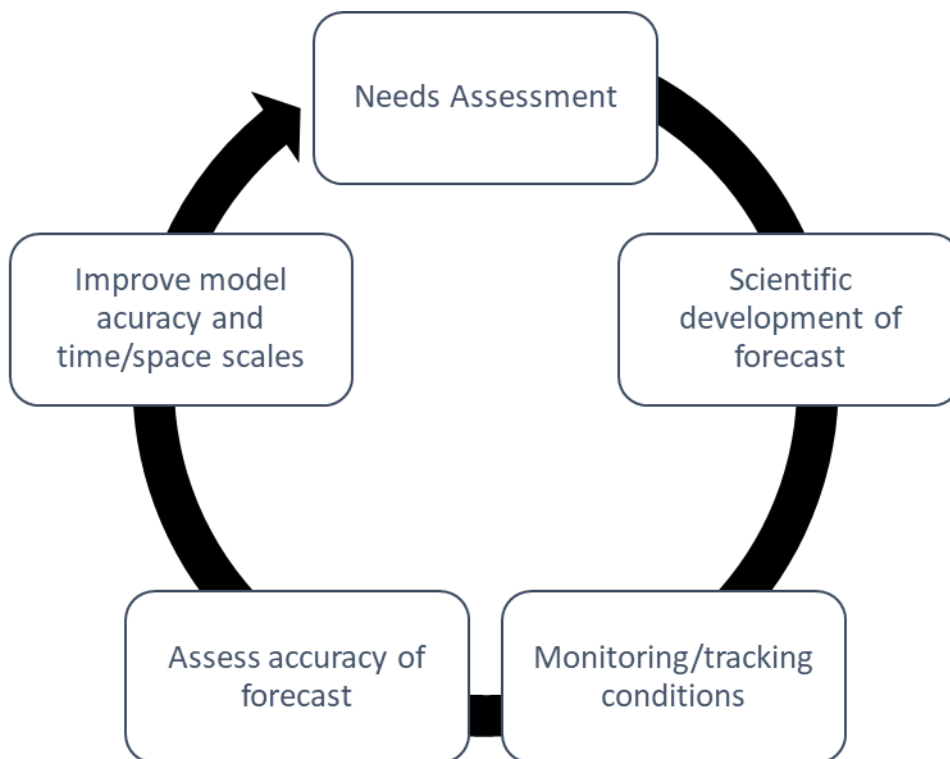 Needs Assessment
Scientific
development of
forecast
Monitoring/tracking
conditions
Assess accuracy of
forecast
Improve model
acuracy and
time/space scales